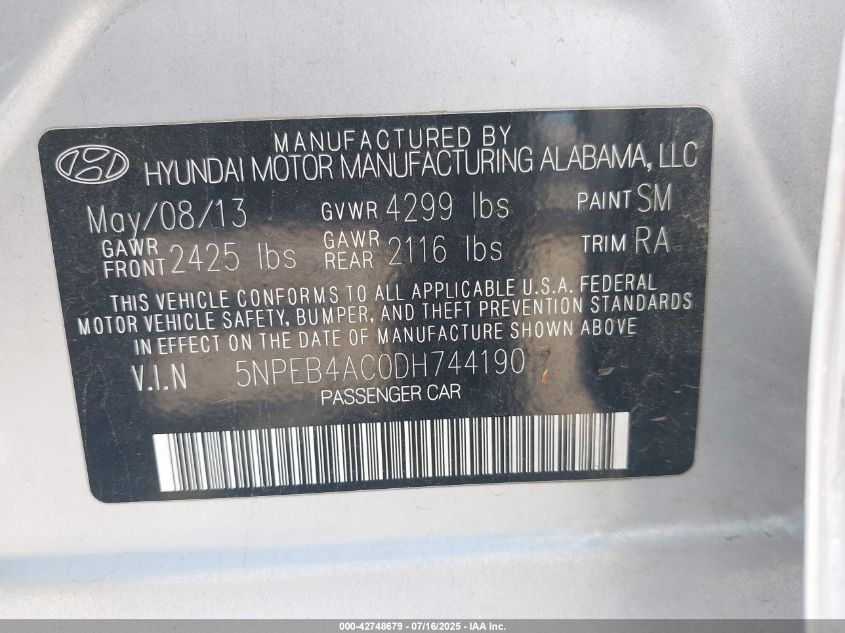 MANUFACTURED BY
HYUNDAI MOTOR MANUFACTURING ALABAMA, LLC
May/08/13 GVWR 4299 lbs PAINT SM
GAWR FRONT 2425 lbs GAWR REAR 2116 lbs TRIM RA
THIS VEHICLE CONFORMS TO ALL APPLICABLE U.S.A. FEDERAL
MOTOR VEHICLE SAFETY, BUMPER, AND THEFT PREVENTION STANDARDS
IN EFFECT ON THE DATE OF MANUFACTURE SHOWN ABOVE
V.I.N 5NPEB4AC0DH744190
PASSENGER CAR
000-42748679 - 07/16/2025 - IAA Inc.